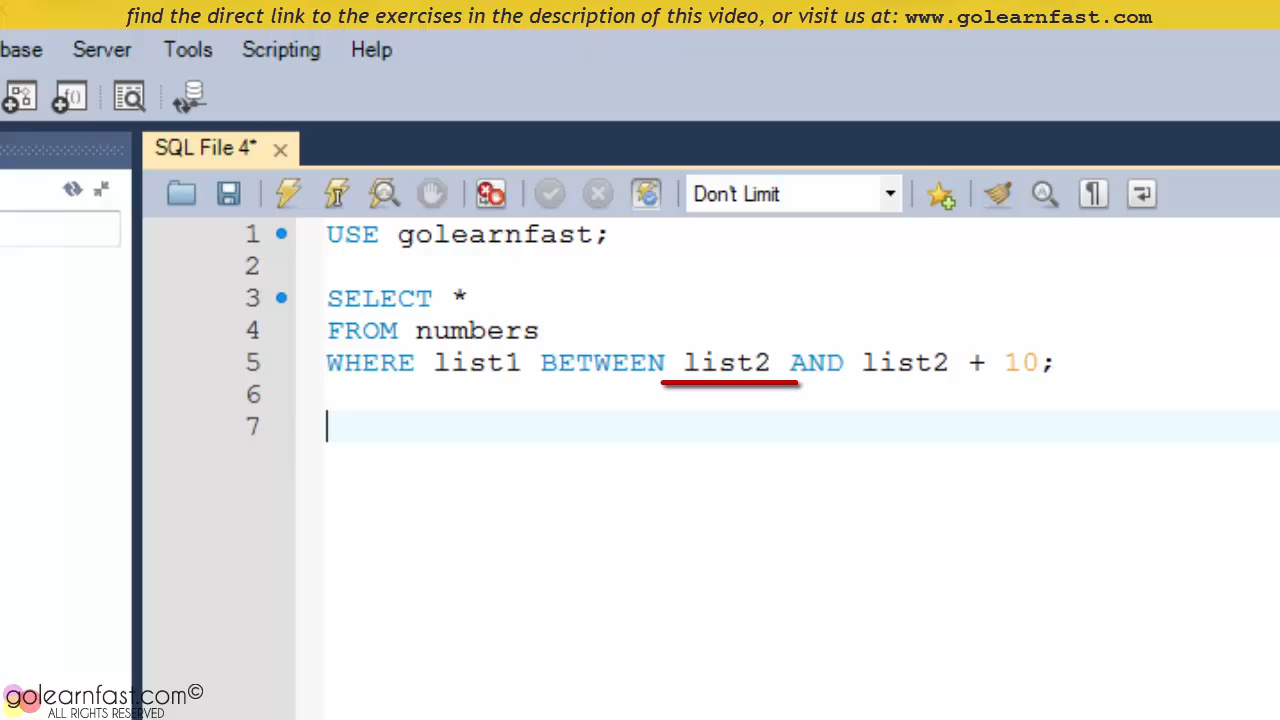 find the direct link to the exercises in the description of this video, or visit us at: www.golearnfast.com
base Server Tools Scripting Help
f()
SQL File 4*
Don't Limit
1 USE golearnfast;
2
3 SELECT *
4 FROM numbers
5 WHERE list1 BETWEEN list2 AND list2 + 10;
6
7
golearnfast.com©
ALL RIGHTS RESERVED